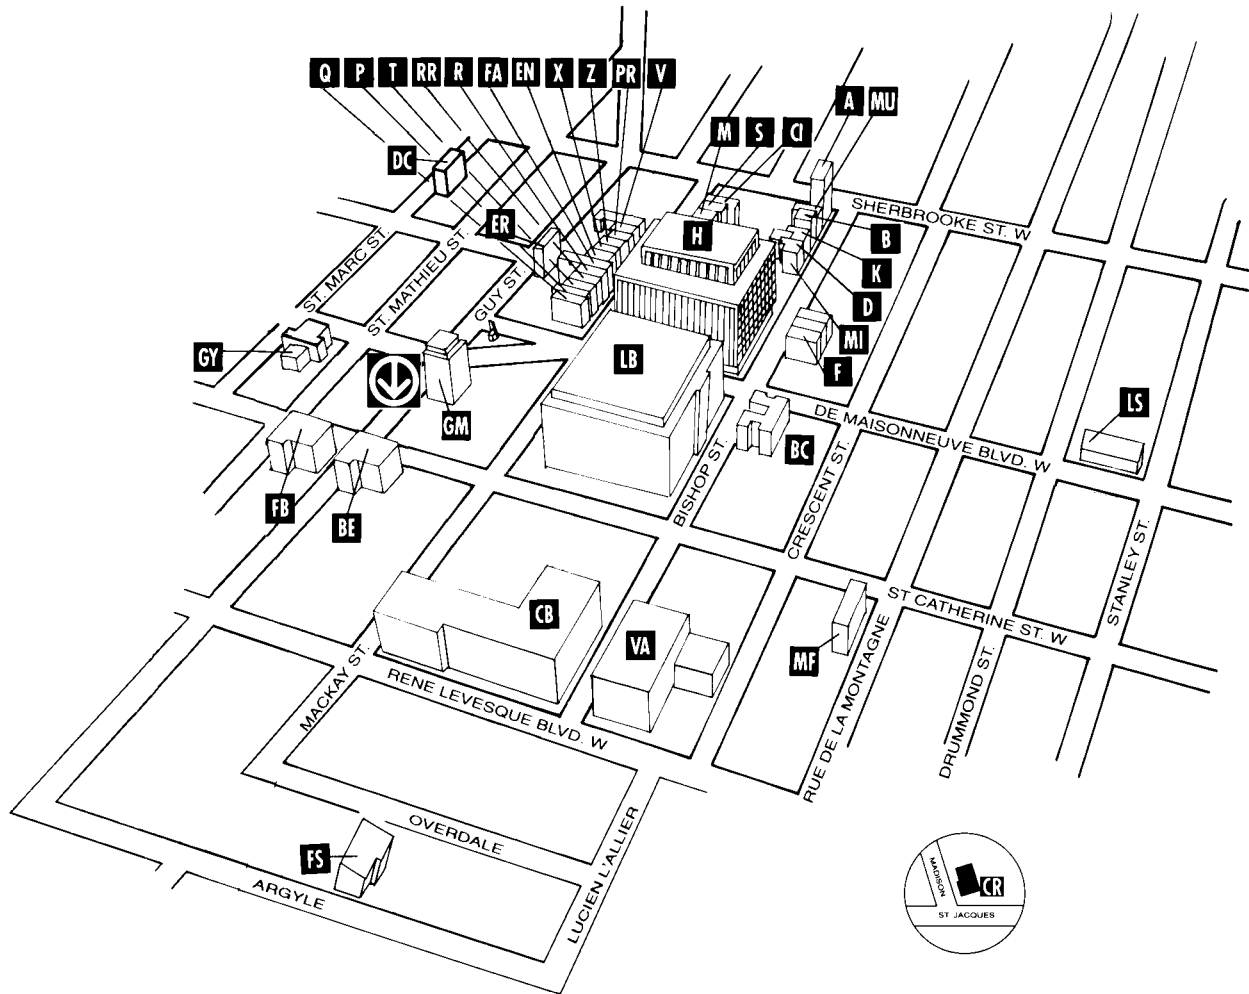 Q P T RR R FA EN X Z PR V
A MU
M S CI
DC
ER
H
B
SHERBROOKE ST. W
K
D
MI
F
ST. MARC ST.
ST. MATHIEU ST.
GUY ST.
GY
GM
LB
LS
DE MAISONNEUVE BLVD. W
BC
BISHOP ST.
CRESCENT ST.
FB
BE
STANLEY ST.
ST CATHERINE ST. W
CB
VA
MF
MACKAY ST.
RENE LEVESQUE BLVD. W
RUE DE LA MONTAGNE
DRUMMOND ST.
OVERDALE
FS
ARGYLE
LUCIEN L'ALLIER
MADISON
CR
ST JACQUES